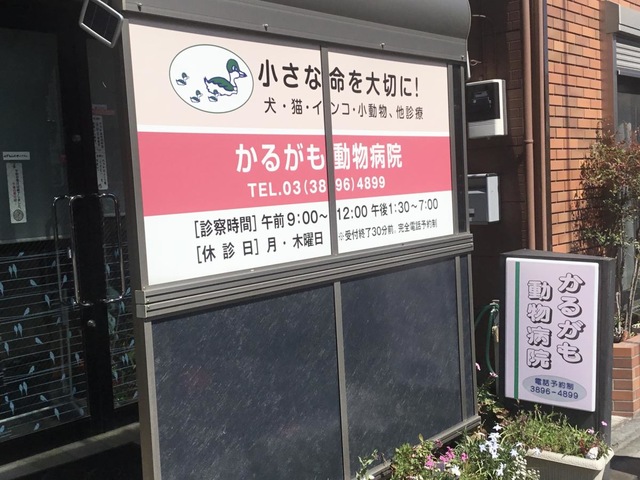 小さな命を大切に!
犬・猫・インコ・小動物、他診療
かるがも動物病院
TEL.03(3896)4899
[診察時間]午前9:00～12:00 午後1:30～7:00
[休診日]月・木曜日
※受付終了30分前、完全電話予約制
かるがも
動物病院
電話予約制
3896-4899